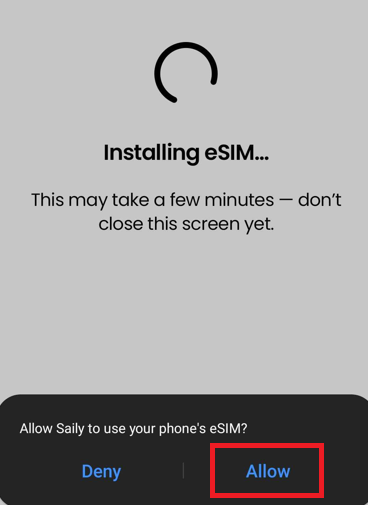 Installing eSIM...
This may take a few minutes — don't
close this screen yet.
Allow Saily to use your phone's eSIM?
Deny
Allow